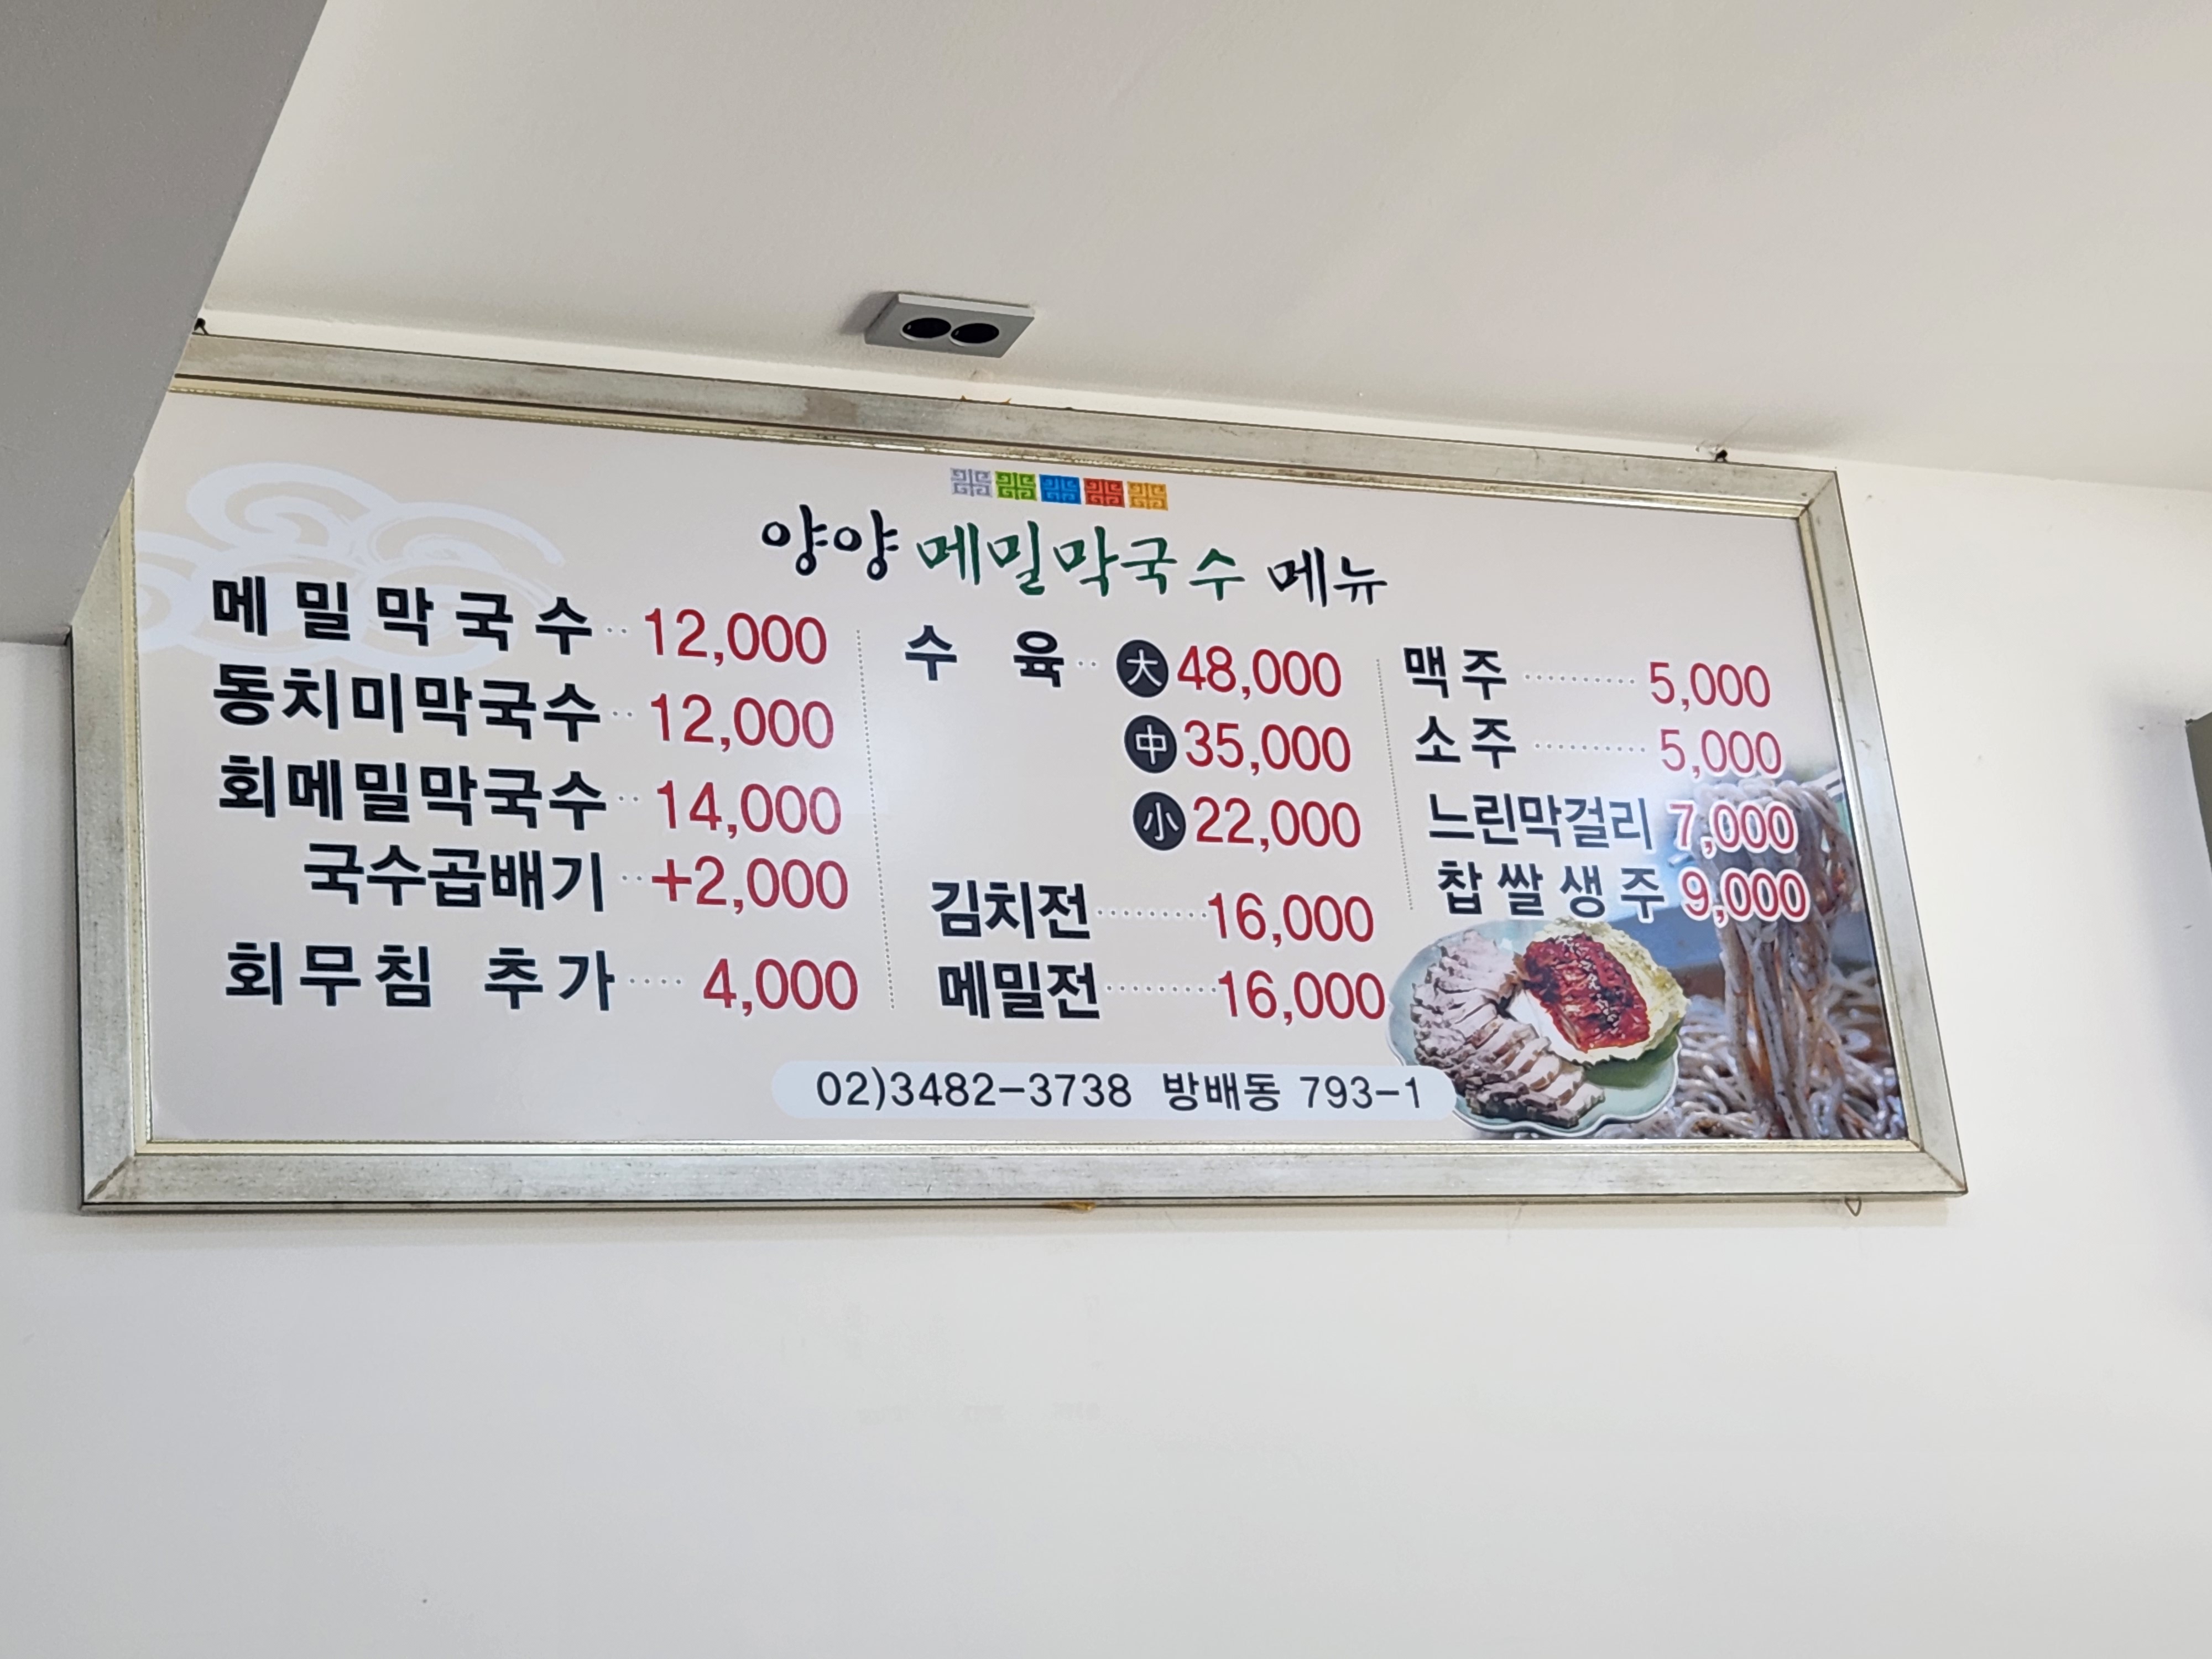 양양 메밀막국수 메뉴
메밀막국수 12,000
동치미막국수 12,000
회메밀막국수 14,000
국수곱배기 +2,000
회무침 추가 4,000
수육 大 48,000
中 35,000
小 22,000
김치전 16,000
메밀전 16,000
맥주 5,000
소주 5,000
느린막걸리 7,000
찹쌀생주 9,000
02)3482-3738 방배동 793-1